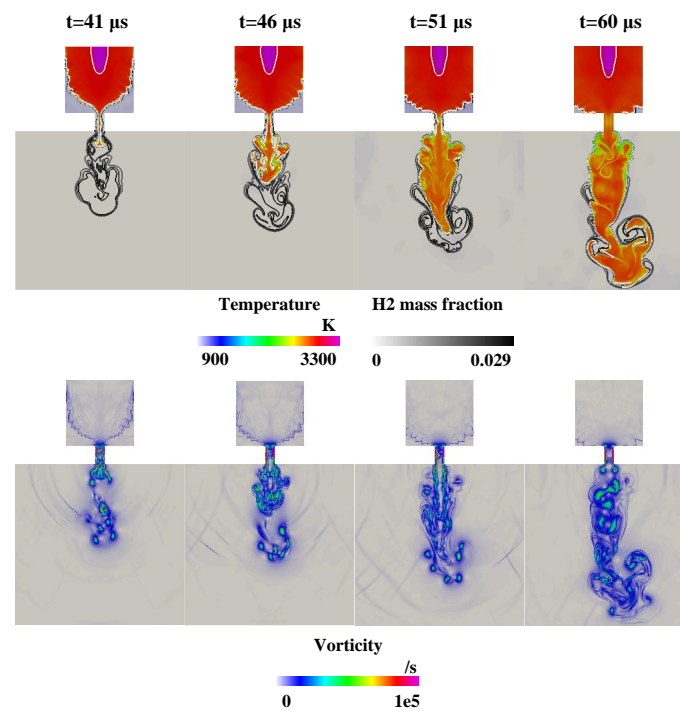 t=41 μs t=46 μs t=51 μs t=60 μs
Temperature H2 mass fraction
K
900 3300 0 0.029
Vorticity
/s
0 1e5